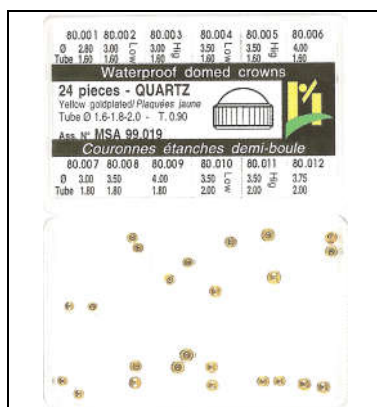 80.001 80.002 80.003 80.004 80.005 80.006
Ø 2.80 3.00 Low 3.00 Hig 3.50 Low 3.50 Hig 4.00
Tube 1.60 1.60 1.60 1.60 1.60 1.60
Waterproof domed crowns
24 pieces - QUARTZ
Yellow goldplated/Plaquées jaune
Tube Ø 1.6-1.8-2.0 - T. 0.90
Ass. N° MSA 99.019
Couronnes étanches demi-boule
80.007 80.008 80.009 80.010 80.011 80.012
Ø 3.00 3.50 4.00 3.50 Low 3.50 Hig 3.75
Tube 1.80 1.80 1.80 2.00 2.00 2.00